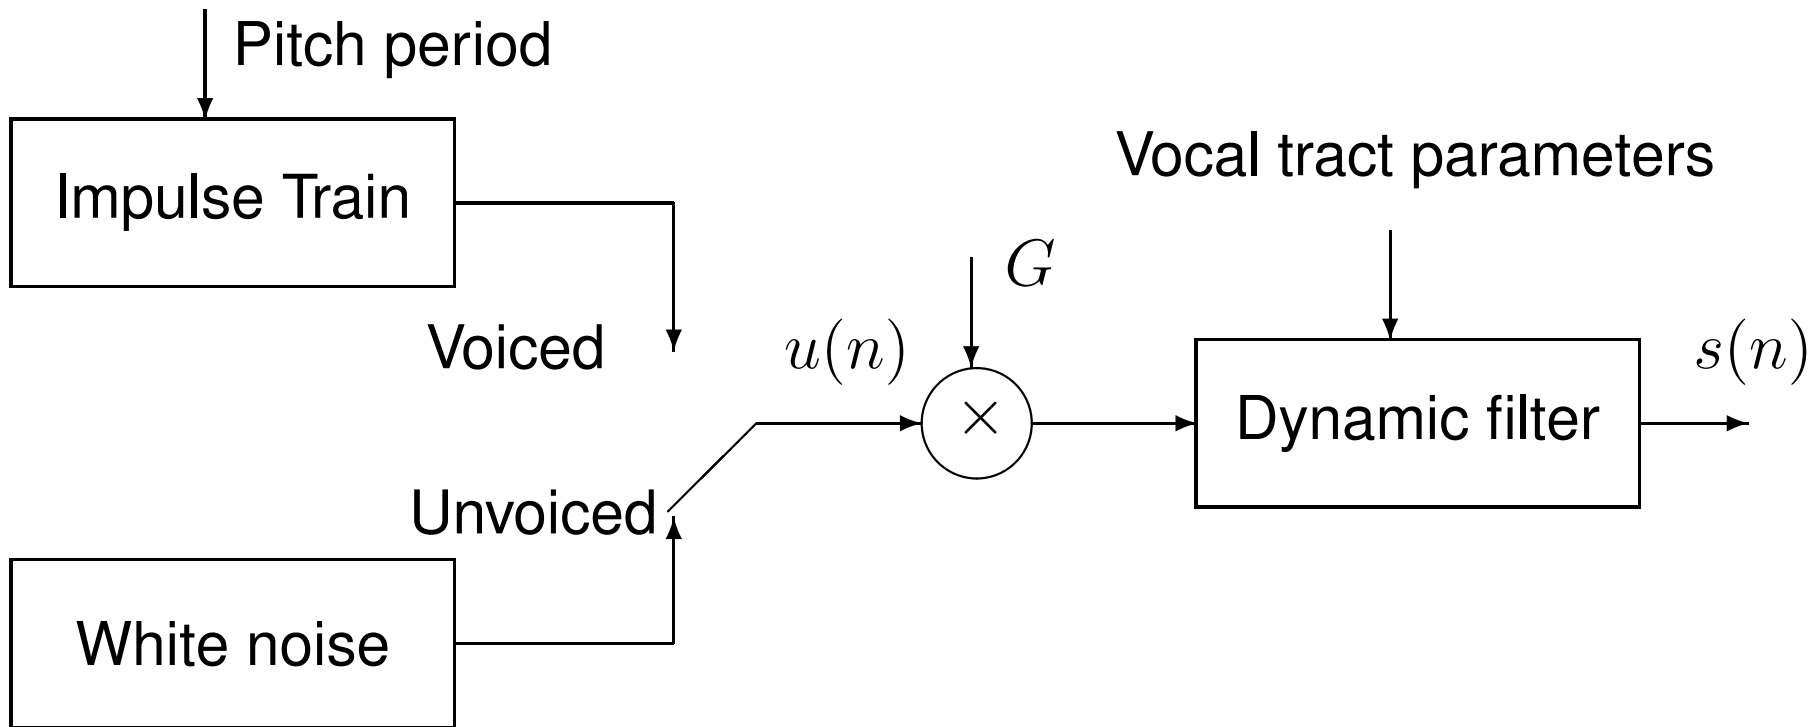 Pitch period
Impulse Train
Vocal tract parameters
G
Voiced
u(n)
s(n)
×
Dynamic filter
Unvoiced
White noise